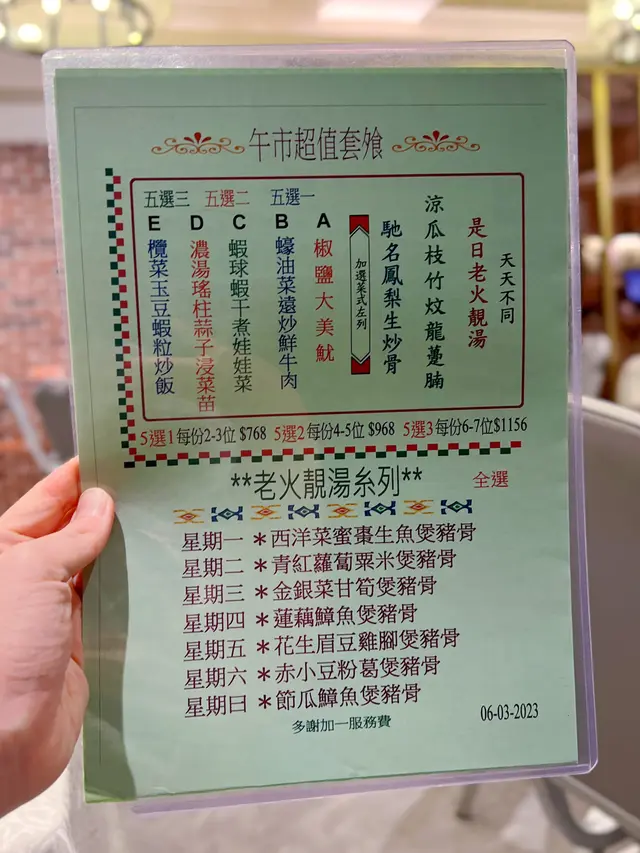 午市超值套飧
天天不同
是日老火靚湯
涼瓜枝竹炆龍躉腩
馳名鳳梨生炒骨
加選菜式左列
五選一
五選二
五選三
A 椒鹽大美魷
B 蠔油菜遠炒鮮牛肉
C 蝦球蝦干煮娃娃菜
D 濃湯瑤柱蒜子浸菜苗
E 欖菜玉豆蝦粒炒飯
5選1每份2-3位 $768 5選2每份4-5位 $968 5選3每份6-7位$1156
**老火靚湯糸列** 全選
星期一 *西洋菜蜜棗生魚煲豬骨
星期二 *青紅蘿蔔粟米煲豬骨
星期三 *金銀菜甘筍煲豬骨
星期四 *蓮藕鱆魚煲豬骨
星期五 *花生眉豆雞腳煲豬骨
星期六 *赤小豆粉葛煲豬骨
星期日 *節瓜鱆魚煲豬骨
多謝加一服務費
06-03-2023